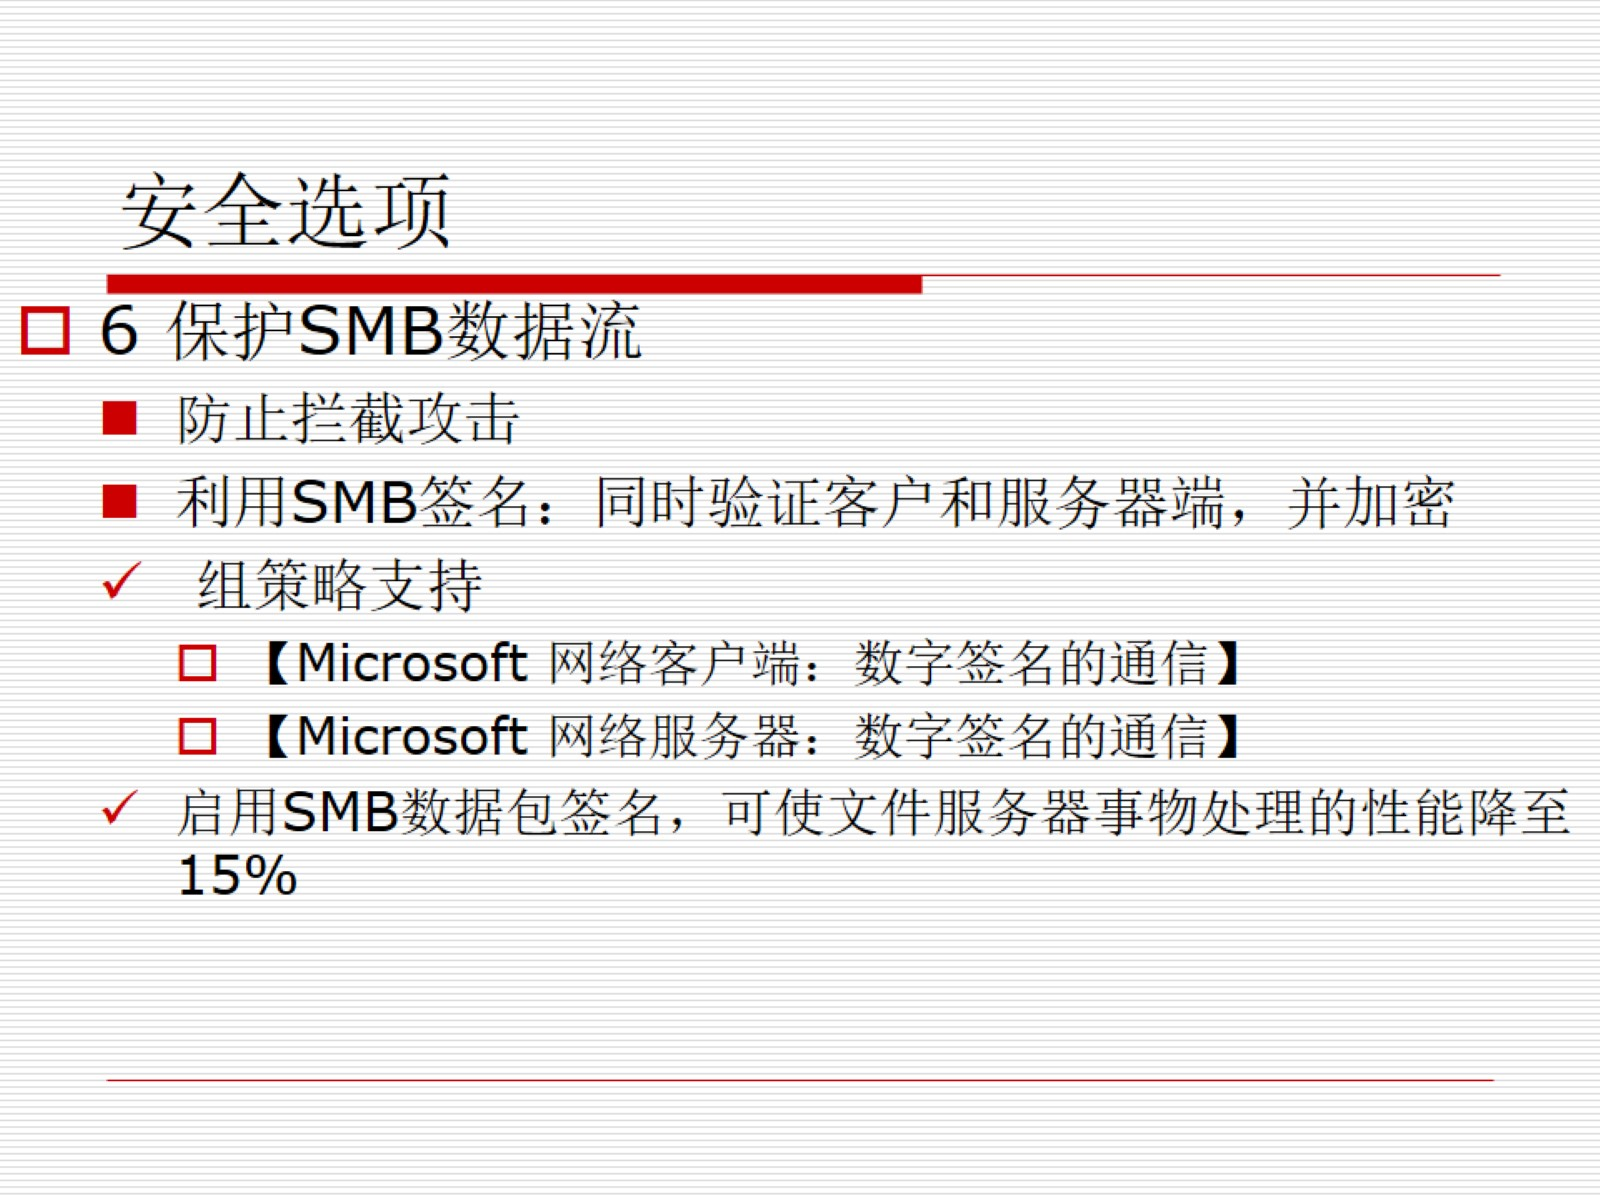 安全选项
6 保护SMB数据流
防止拦截攻击
利用SMB签名：同时验证客户和服务器端，并加密
组策略支持
【Microsoft 网络客户端：数字签名的通信】
【Microsoft 网络服务器：数字签名的通信】
启用SMB数据包签名，可使文件服务器事物处理的性能降至
15%